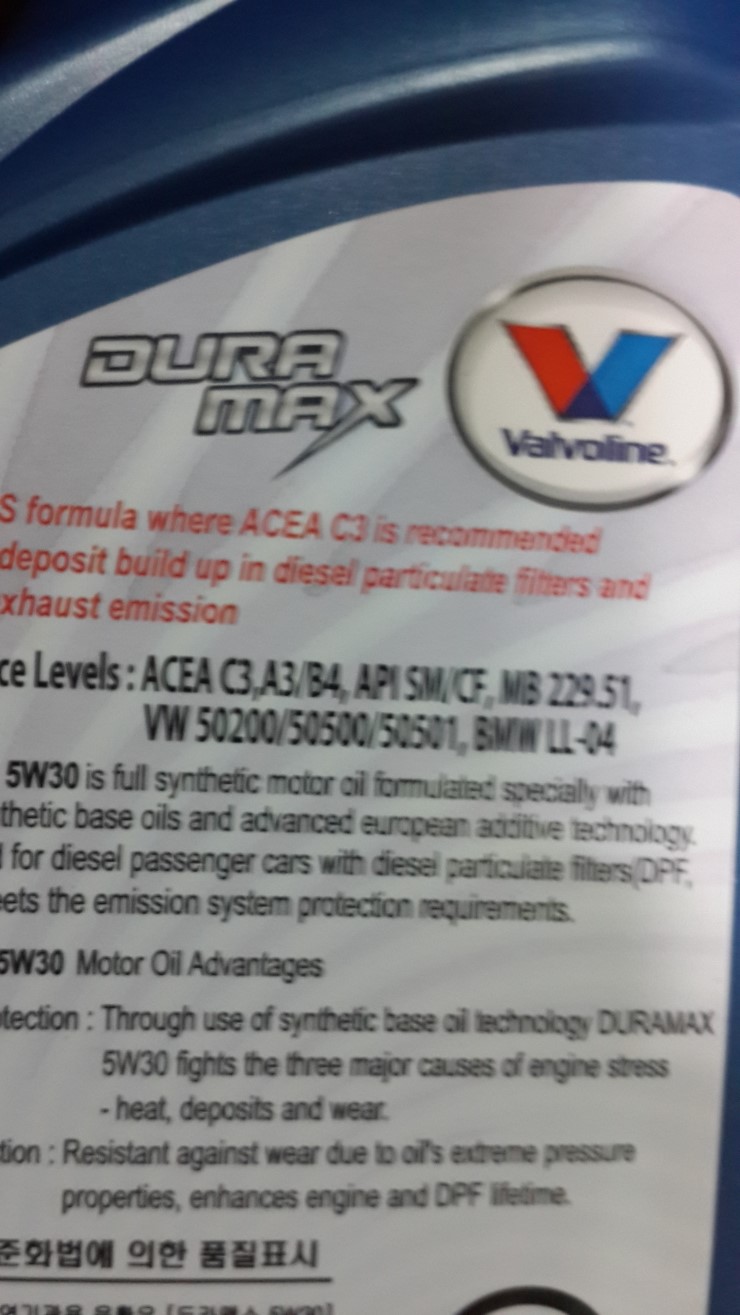 DURA
MAX
Valvoline.
S formula where ACEA C3 is recommended
deposit build up in diesel particulate filters and
xhaust emission
ce Levels : ACEA C3,A3/B4, API SM/CF, MB 229.51,
VW 50200/50500/50501, BMW LL-04
5W30 is full synthetic motor oil formulated specially with
thetic base oils and advanced european additive technology.
for diesel passenger cars with diesel particulate filters(DPF,
ets the emission system protection requirements.
5W30 Motor Oil Advantages
tection : Through use of synthetic base oil technology DURAMAX
5W30 fights the three major causes of engine stress
- heat, deposits and wear.
tion : Resistant against wear due to oil's extreme pressure
properties, enhances engine and DPF lifetime.
준화법에 의한 품질표시